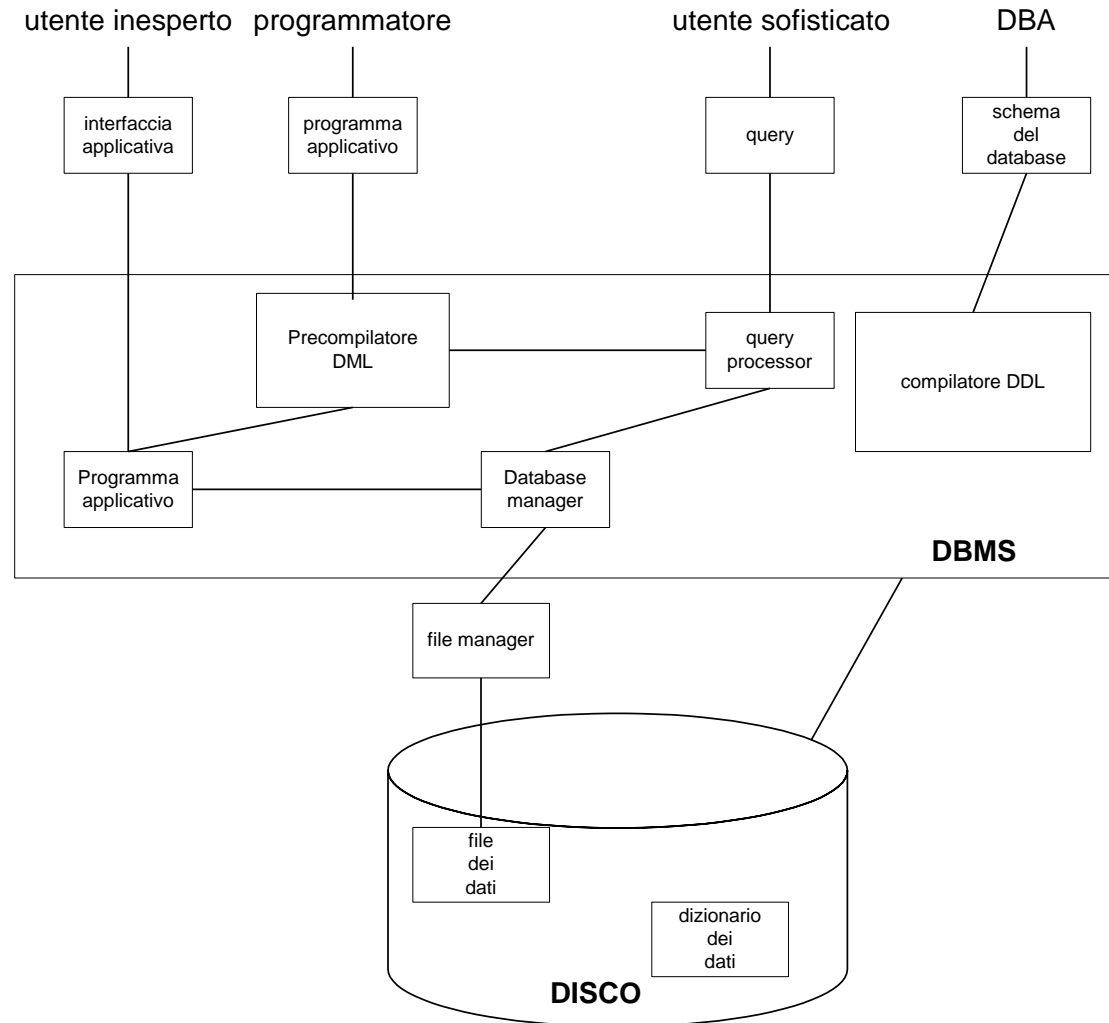 utente inesperto
programmatore
utente sofisticato
DBA
interfaccia
applicativa
programma
applicativo
query
schema
del
database
Precompilatore
DML
query
processor
compilatore DDL
Programma
applicativo
Database
manager
DBMS
file manager
file
dei
dati
dizionario
dei
dati
DISCO